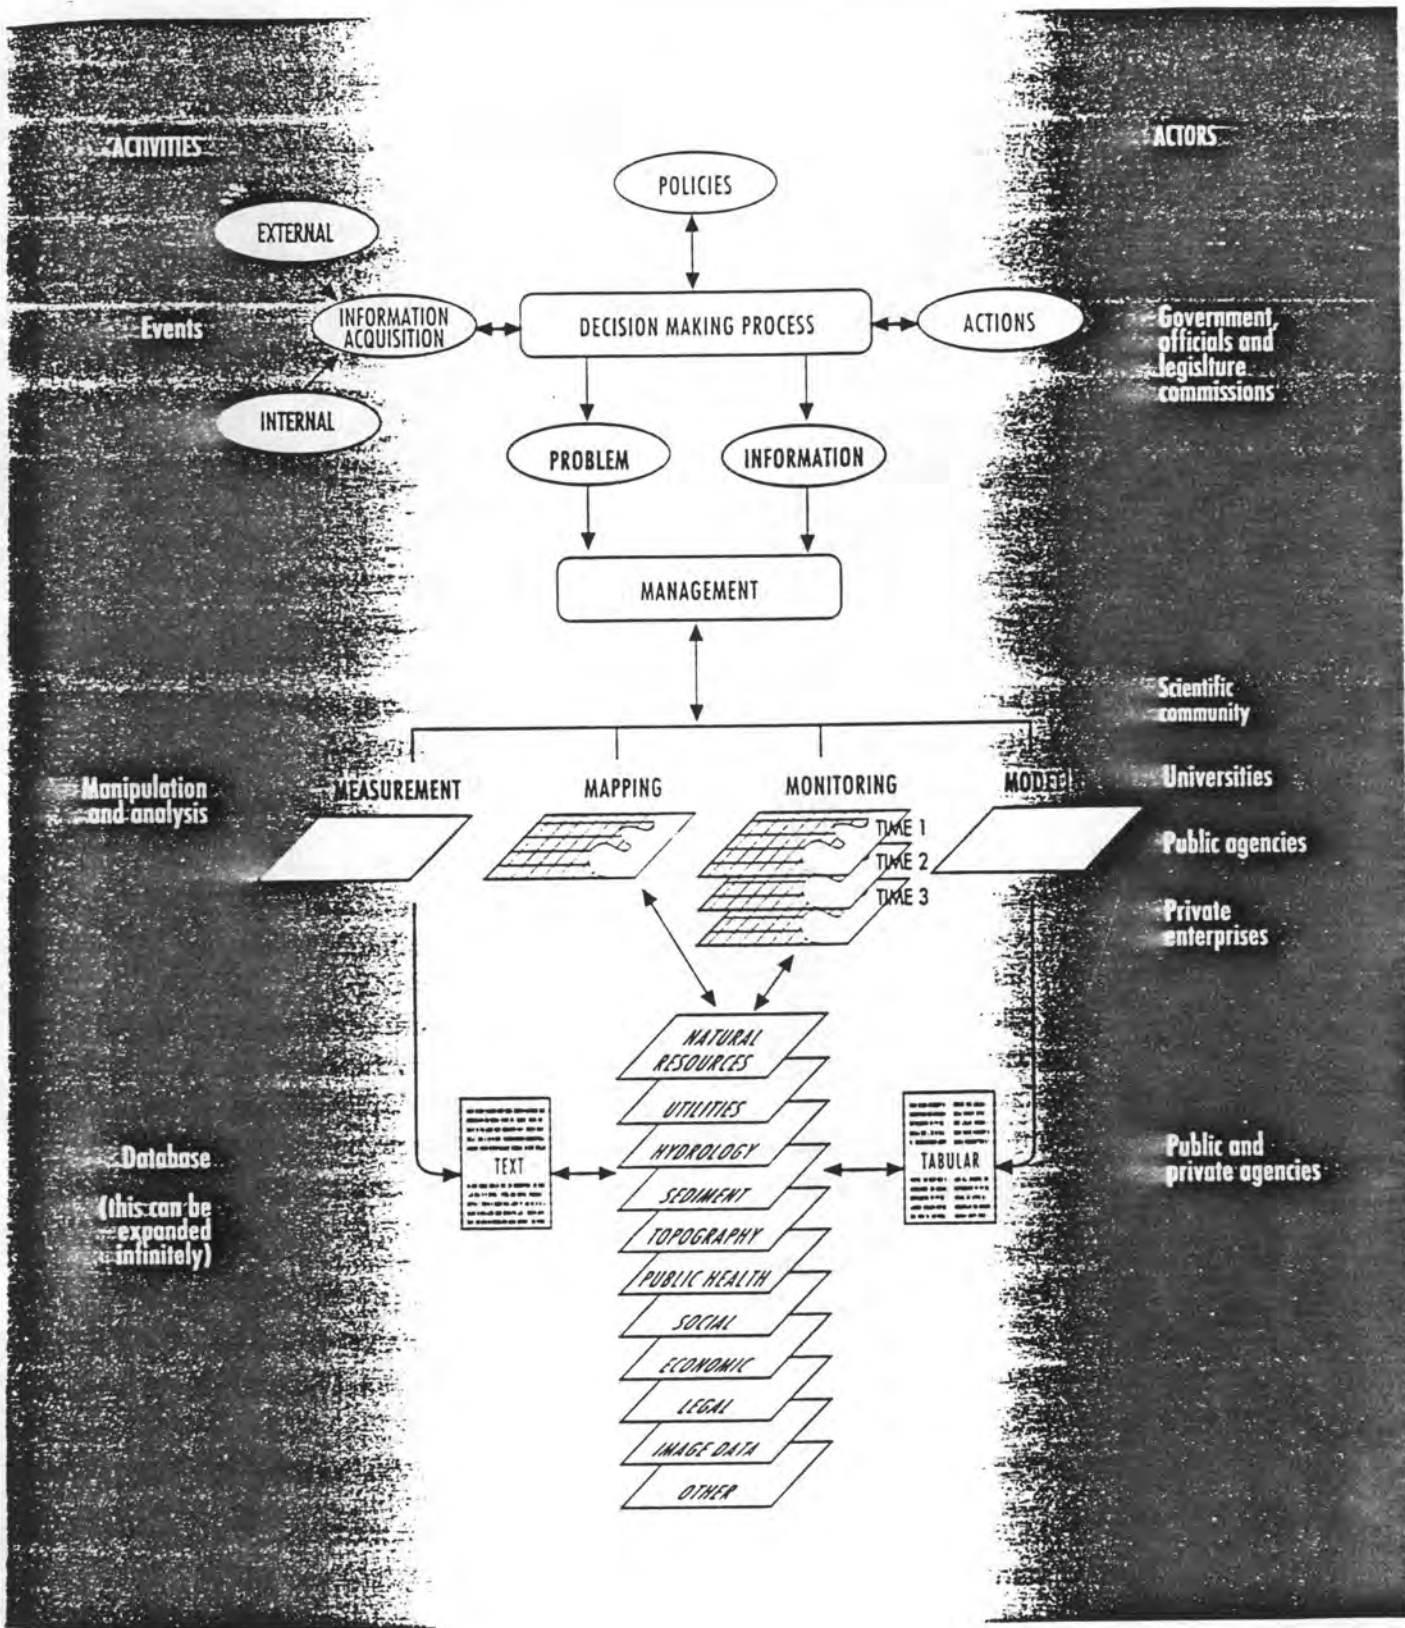 ACTIVITIES
ACTORS
POLICIES
EXTERNAL
Events
INFORMATION
ACQUISITION
DECISION MAKING PROCESS
ACTIONS
Government
officials and
legislture
commissions
INTERNAL
PROBLEM
INFORMATION
MANAGEMENT
Scientific
community
Manipulation
and analysis
MEASUREMENT
MAPPING
MONITORING
MODEL
Universities
TIME 1
TIME 2
TIME 3
Public agencies
Private
enterprises
NATURAL
RESOURCES
UTILITIES
HYDROLOGY
SEDIMENT
TOPOGRAPHY
PUBLIC HEALTH
SOCIAL
ECONOMIC
LEGAL
IMAGE DATA
OTHER
TEXT
TABULAR
Database
(this can be
expanded
infinitely)
Public and
private agencies